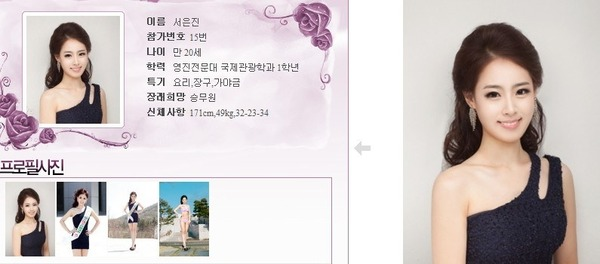 이름 서은진
참가번호 15번
나이 만 20세
학력 영진전문대 국제관광학과 1학년
특기 요리,장구,가야금
장래희망 승무원
신체사항 171cm,49kg,32-23-34
프로필사진